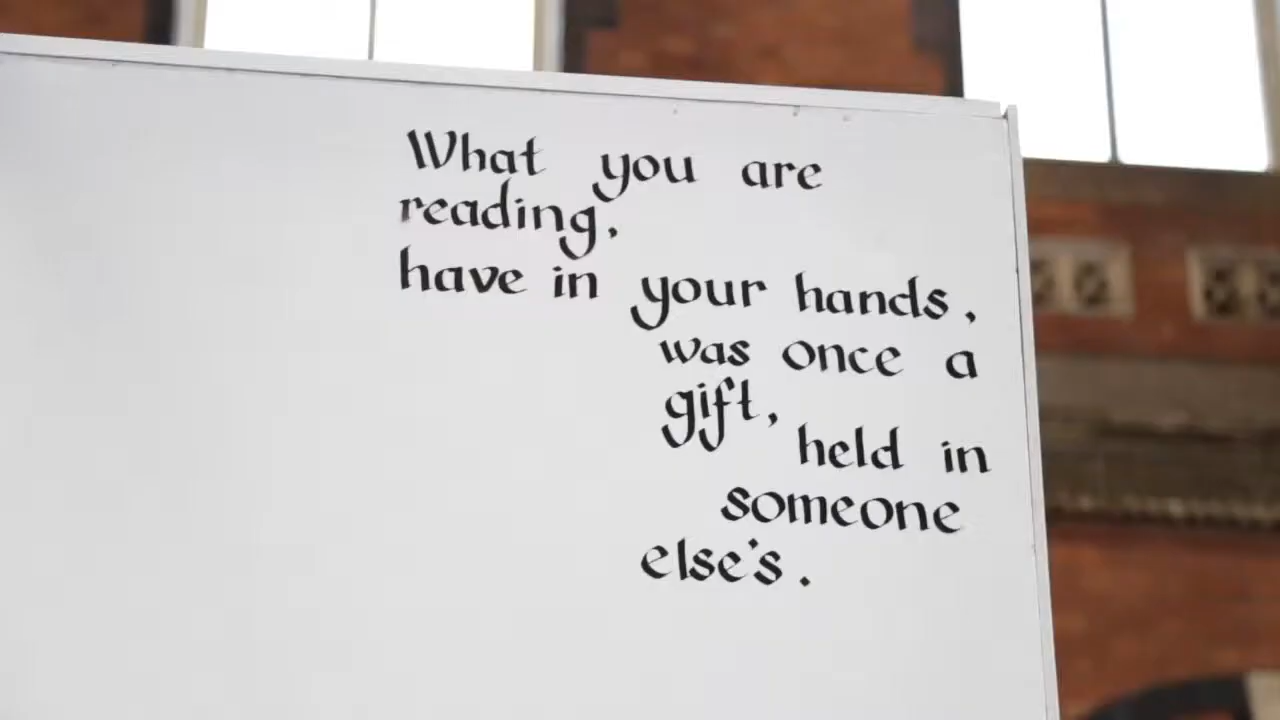 What you are
reading,
have in your hands,
was once a
gift,
held in
someone
else's.